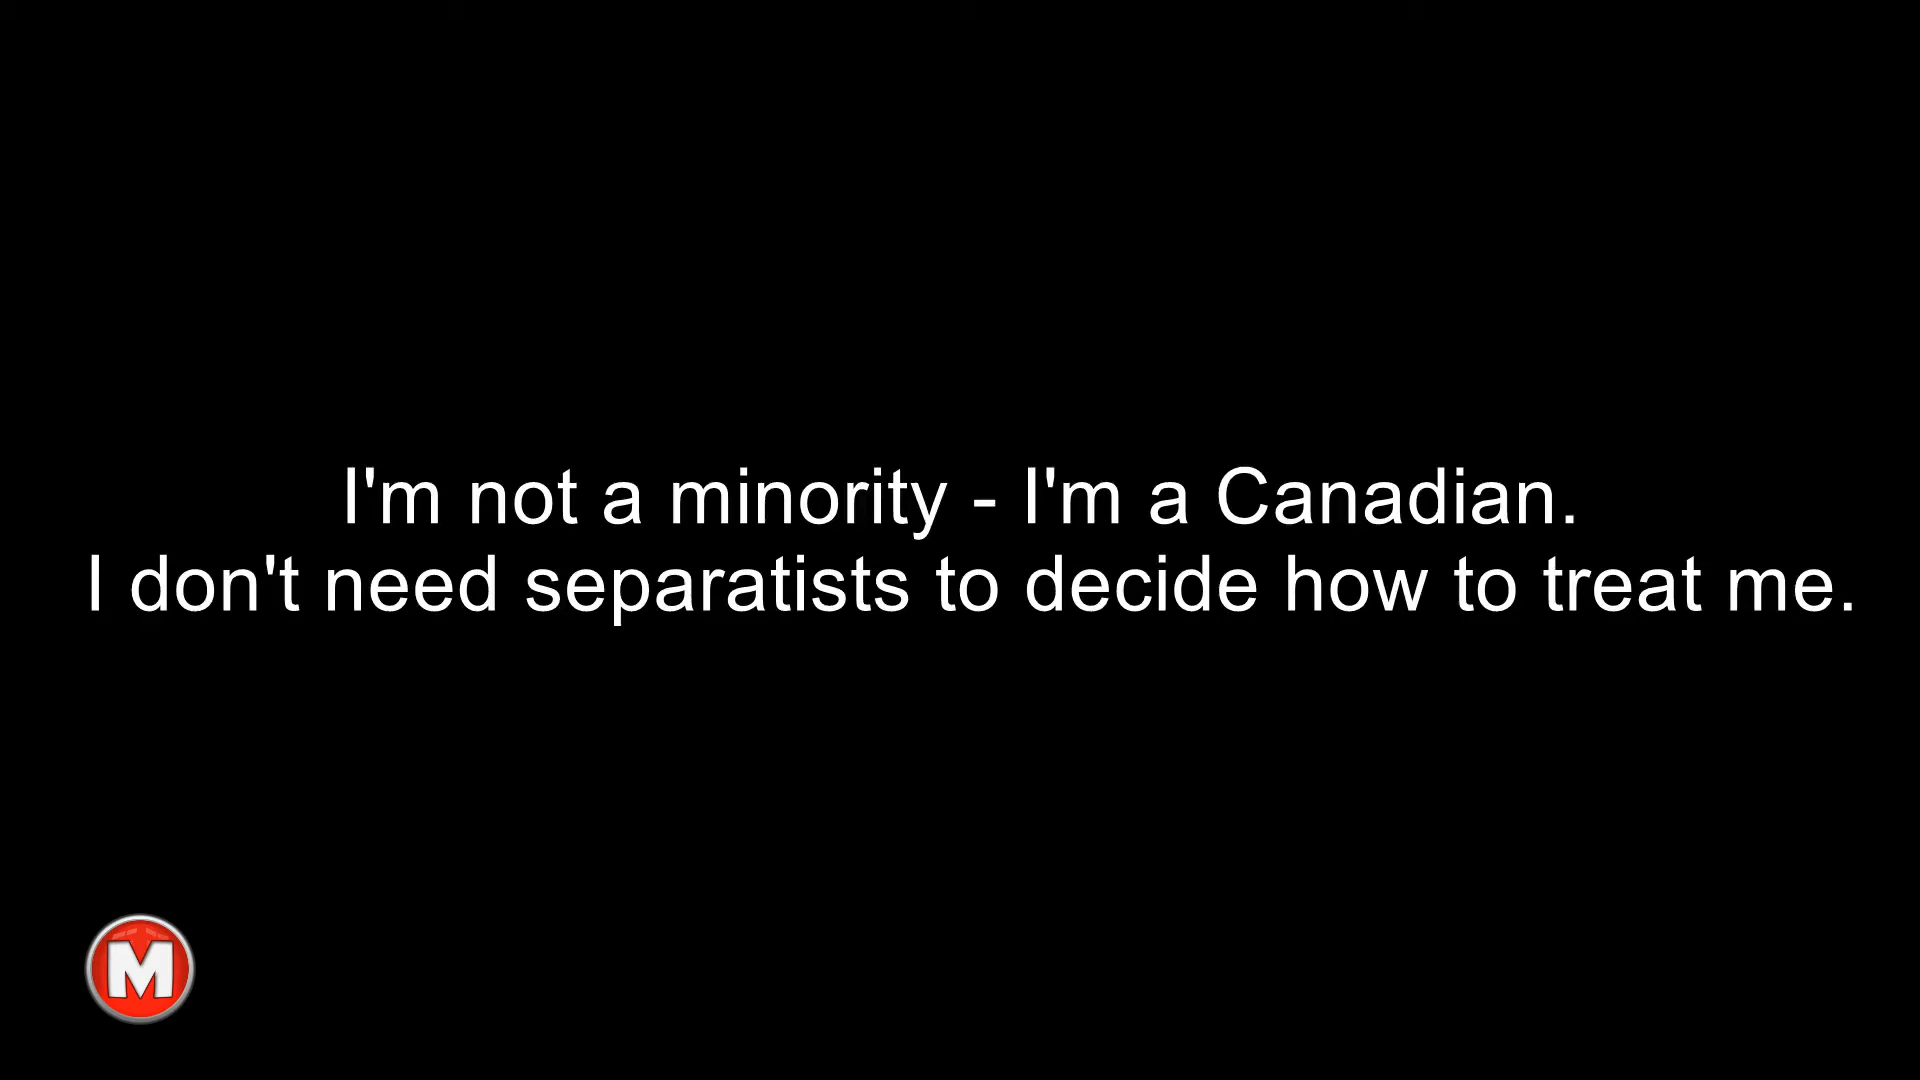 I'm not a minority - I'm a Canadian.
I don't need separatists to decide how to treat me.
M